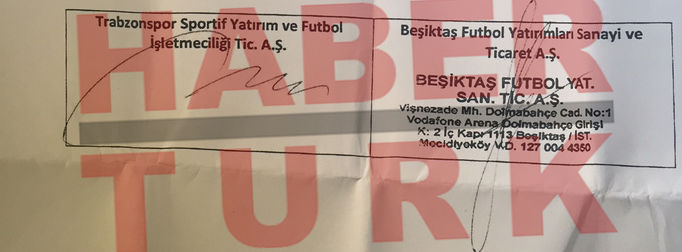 Trabzonspor Sportif Yatırım ve Futbol
İşletmeciliği Tic. A.Ş.
Beşiktaş Futbol Yatırımları Sanayi ve
Ticaret A.Ş.
BEŞİKTAŞ FUTBOL YAT.
SAN. TİC. A.Ş.
Vişnezade Mh. Dolmabahçe Cad. No:1
Vodafone Arena Dolmabahçe Girişi
K: 2 İç Kapı 1113 Beşiktaş / İST.
Mecidiyeköy V.D. 127 004 4350
HABER
TURK